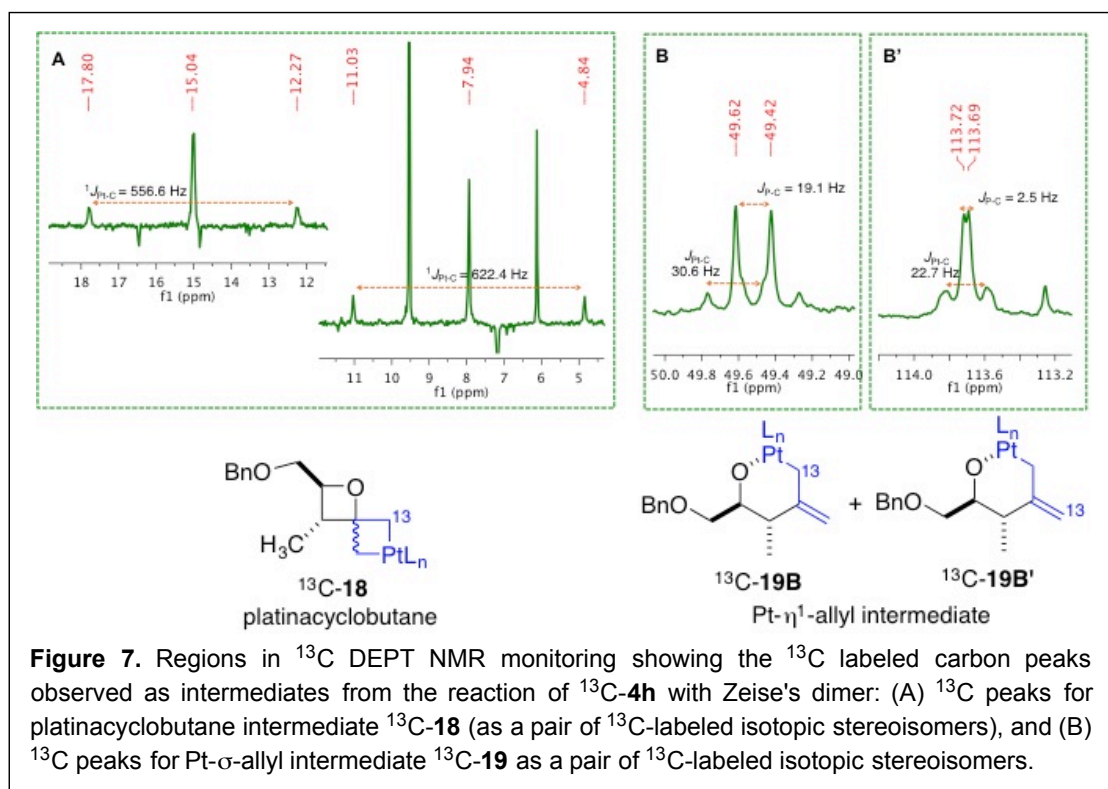 A
—17.80
—15.04
—12.27
—11.03
—7.94
—4.84
¹J_Pt-C = 556.6 Hz
¹J_Pt-C = 622.4 Hz
18 17 16 15 14 13 12
f1 (ppm)
11 10 9 8 7 6 5
f1 (ppm)
B
—49.62
—49.42
J_P-C = 19.1 Hz
J_Pt-C
30.6 Hz
50.0 49.8 49.6 49.4 49.2 49.0
f1 (ppm)
B'
113.72
113.69
J_P-C = 2.5 Hz
J_Pt-C
22.7 Hz
114.0 113.6 113.2
f1 (ppm)
BnO
O
13
H₃C
PtLn
¹³C-18
platinacyclobutane
Ln
Pt
O
13
BnO
¹³C-19B
+
Ln
Pt
O
BnO
13
¹³C-19B'
Pt-η¹-allyl intermediate
Figure 7. Regions in ¹³C DEPT NMR monitoring showing the ¹³C labeled carbon peaks
observed as intermediates from the reaction of ¹³C-4h with Zeise's dimer: (A) ¹³C peaks for
platinacyclobutane intermediate ¹³C-18 (as a pair of ¹³C-labeled isotopic stereoisomers), and (B)
¹³C peaks for Pt-σ-allyl intermediate ¹³C-19 as a pair of ¹³C-labeled isotopic stereoisomers.